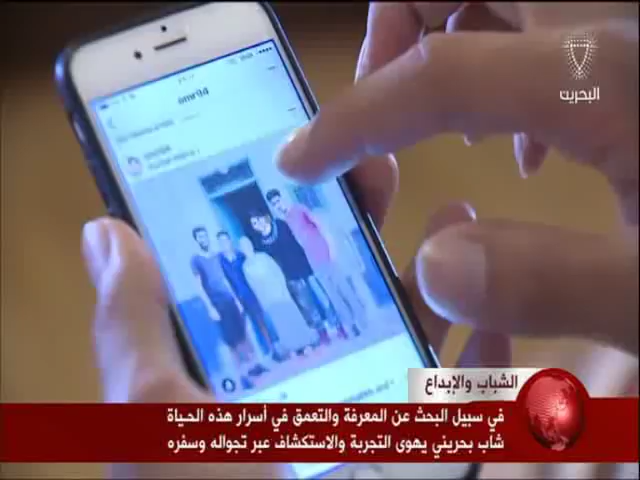 البحرين
omr94
الشباب والإبداع
في سبيل البحث عن المعرفة والتعمق في أسرار هذه الحياة
شاب بحريني يهوى التجربة والاستكشاف عبر تجواله وسفره